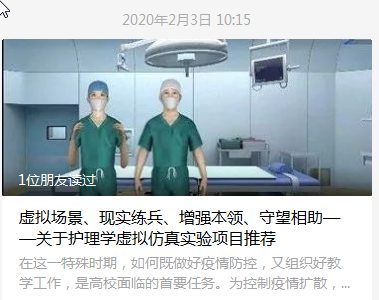 2020年2月3日 10:15
1位朋友读过
虚拟场景、现实练兵、增强本领、守望相助—
—关于护理学虚拟仿真实验项目推荐
在这一特殊时期，如何既做好疫情防控，又组织好教
学工作，是高校面临的首要任务。为控制疫情扩散，...